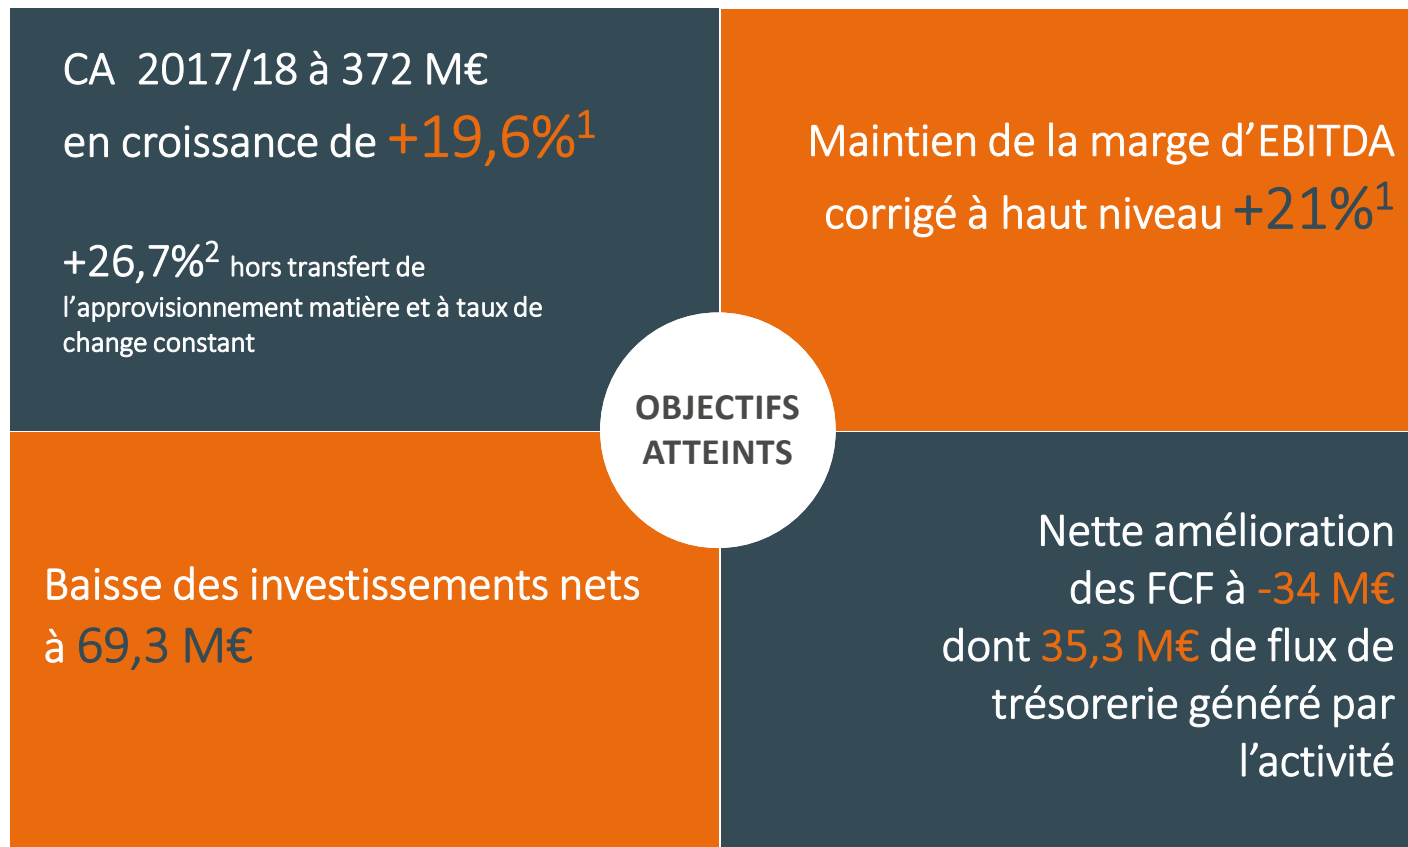 CA 2017/18 à 372 M€
en croissance de +19,6%¹
+26,7%² hors transfert de
l’approvisionnement matière et à taux de
change constant
Maintien de la marge d’EBITDA
corrigé à haut niveau +21%¹
OBJECTIFS
ATTEINTS
Baisse des investissements nets
à 69,3 M€
Nette amélioration
des FCF à -34 M€
dont 35,3 M€ de flux de
trésorerie généré par
l’activité